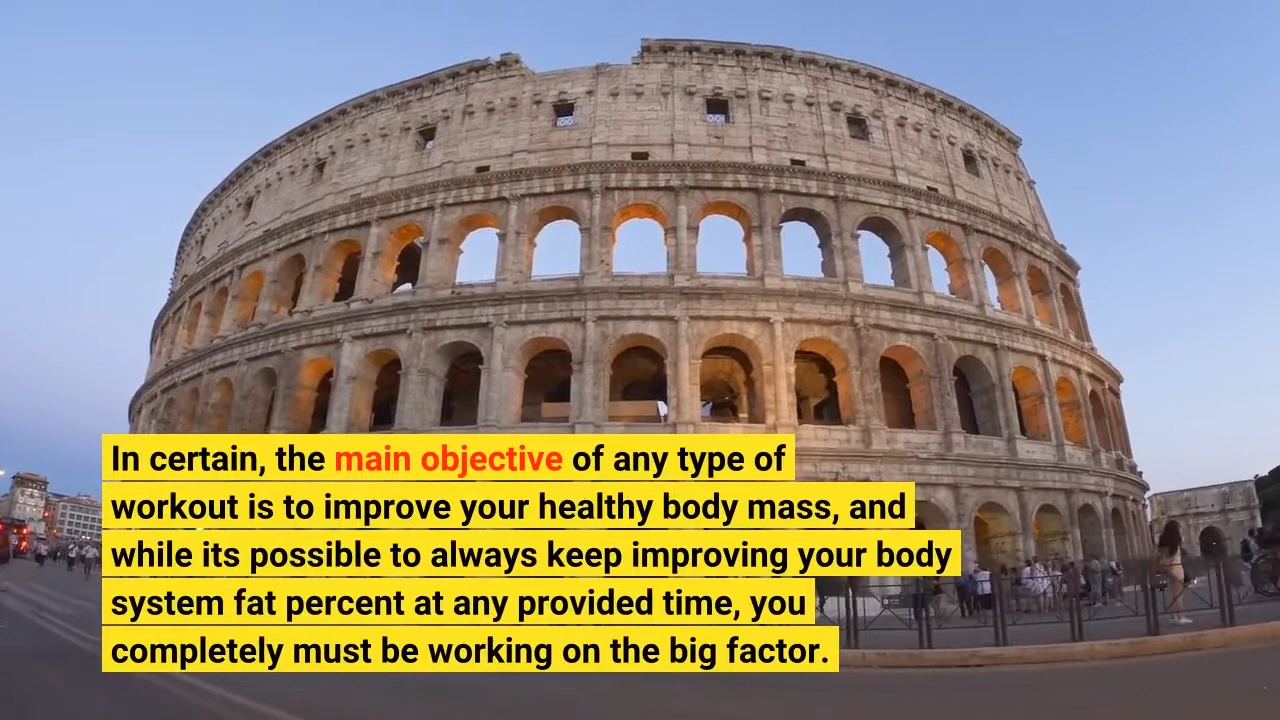 In certain, the main objective of any type of
workout is to improve your healthy body mass, and
while its possible to always keep improving your body
system fat percent at any provided time, you
completely must be working on the big factor.